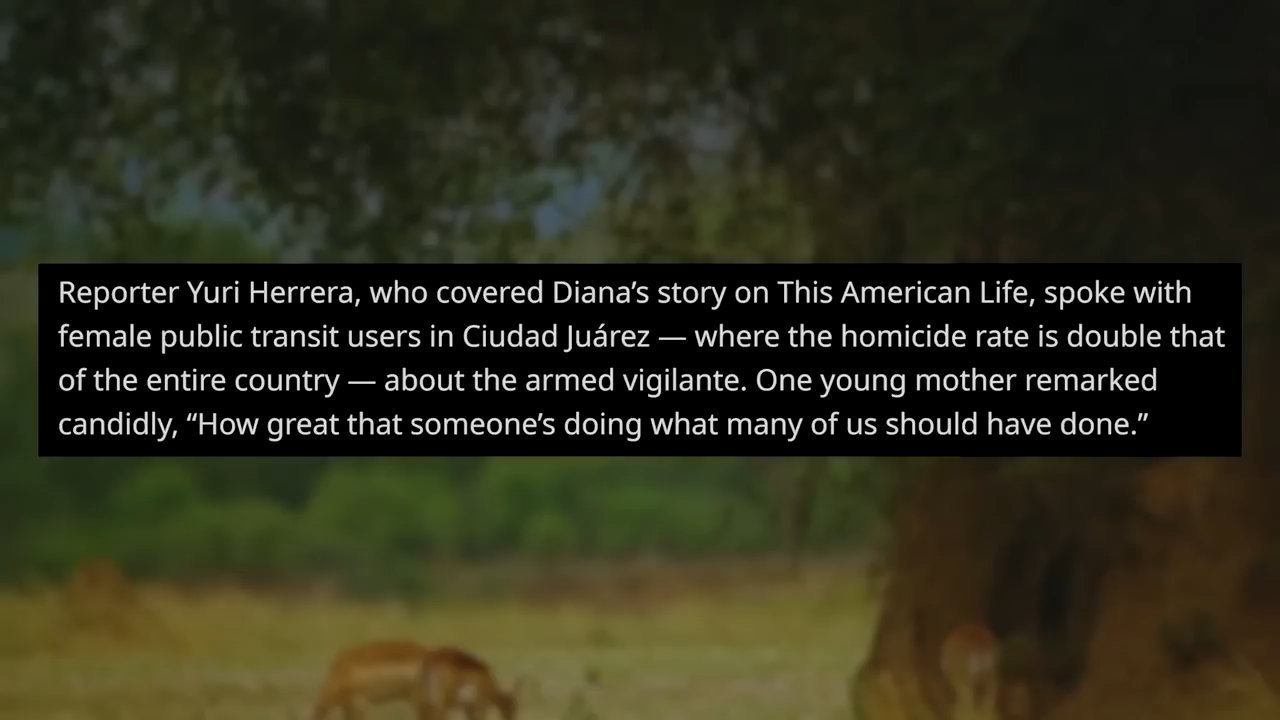 Reporter Yuri Herrera, who covered Diana’s story on This American Life, spoke with
female public transit users in Ciudad Juárez — where the homicide rate is double that
of the entire country — about the armed vigilante. One young mother remarked
candidly, “How great that someone’s doing what many of us should have done.”